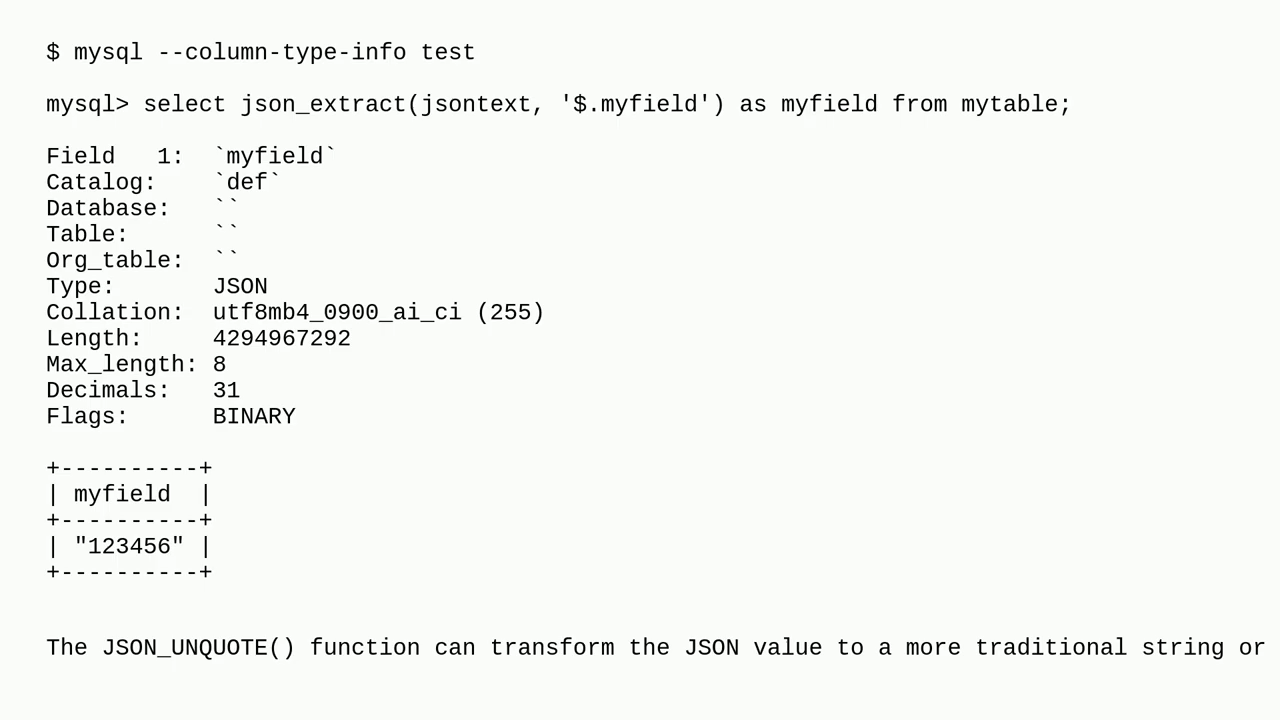 $ mysql --column-type-info test
mysql> select json_extract(jsontext, '$.myfield') as myfield from mytable;
Field   1:  `myfield`
Catalog:    `def`
Database:   ``
Table:      ``
Org_table:  ``
Type:       JSON
Collation:  utf8mb4_0900_ai_ci (255)
Length:     4294967292
Max_length: 8
Decimals:   31
Flags:      BINARY
+----------+
| myfield  |
+----------+
| "123456" |
+----------+
The JSON_UNQUOTE() function can transform the JSON value to a more traditional string or